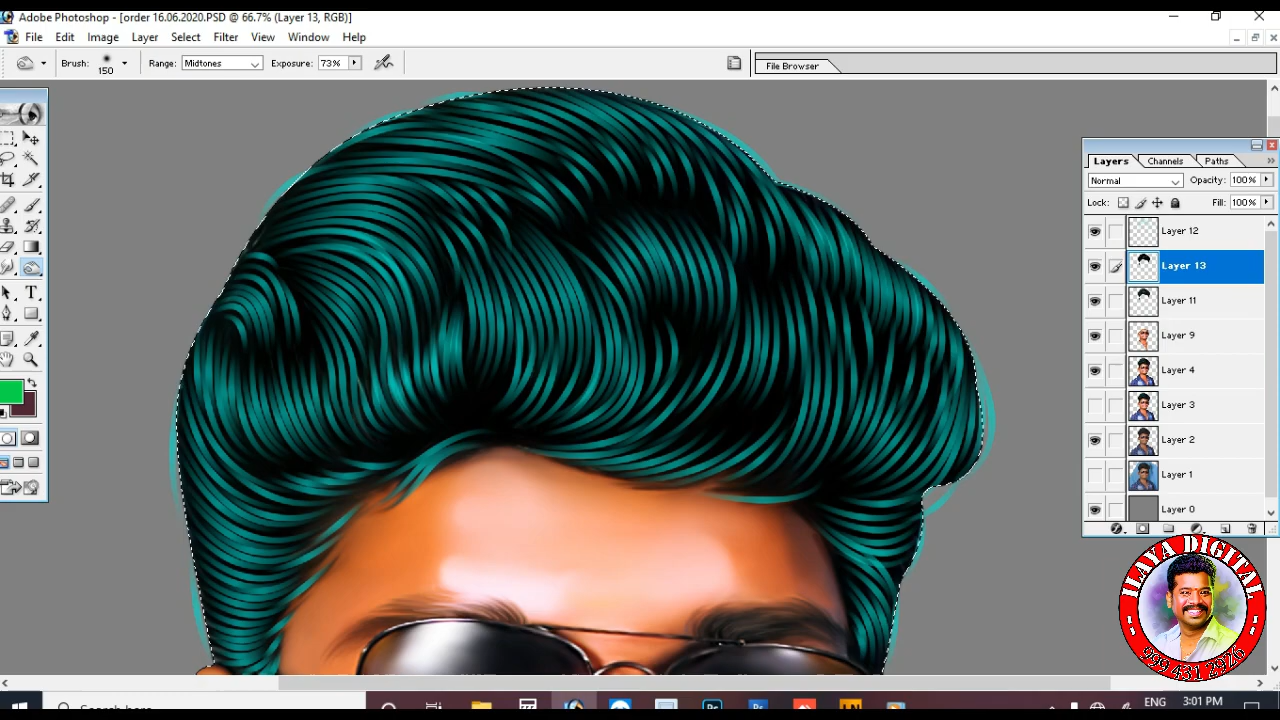 Adobe Photoshop - [order 16.06.2020.PSD @ 66.7% (Layer 13, RGB)]
File Edit Image Layer Select Filter View Window Help
Brush: 150 Range: Midtones Exposure: 73% File Browser
Layers Channels Paths
Normal Opacity: 100%
Lock: Fill: 100%
Layer 12
Layer 13
Layer 11
Layer 9
Layer 4
Layer 3
Layer 2
Layer 1
Layer 0
ILAYA DIGITAL
999 431 2926
ENG 3:01 PM